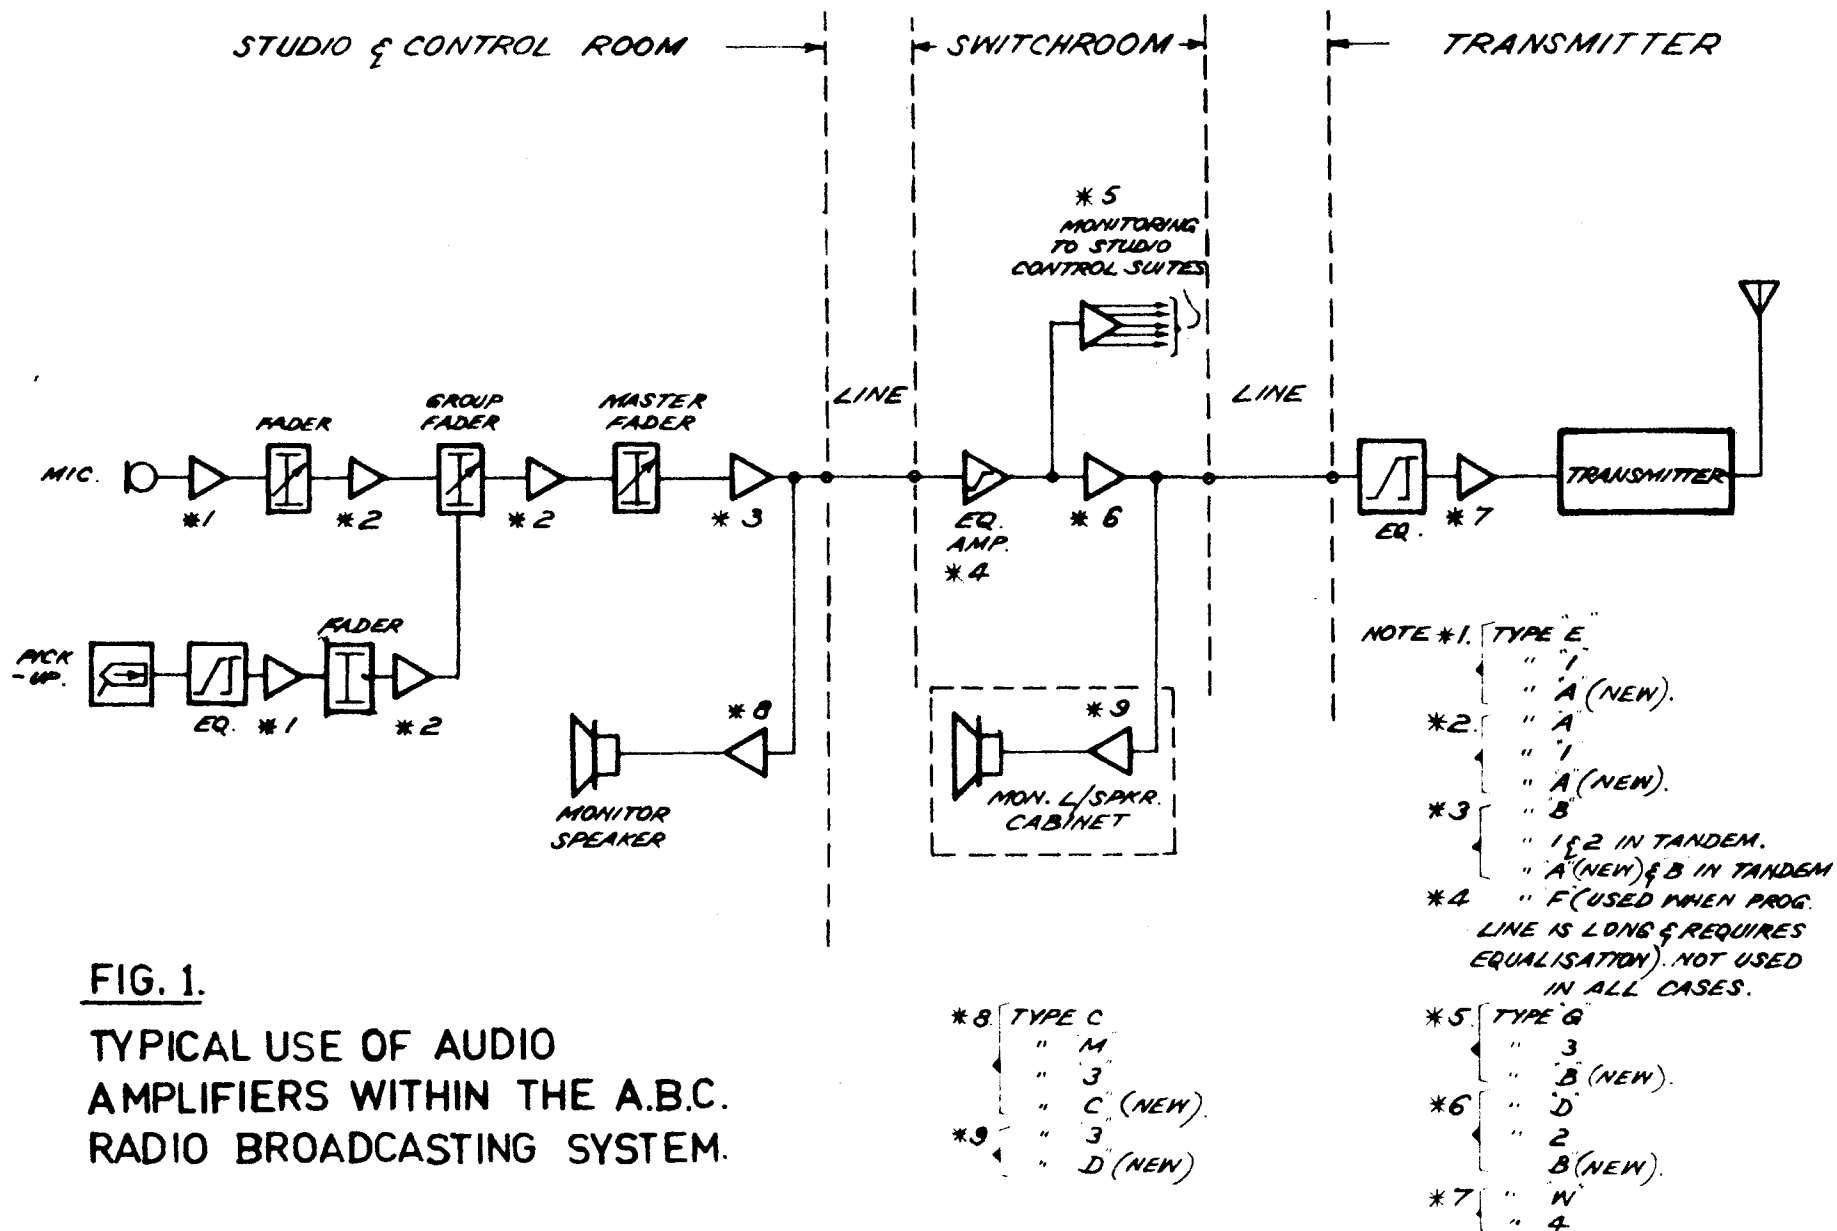 STUDIO & CONTROL ROOM
SWITCHROOM
TRANSMITTER
* 5
MONITORING
TO STUDIO
CONTROL SUITES
LINE
LINE
MIC.
*1
FADER
*2
GROUP
FADER
*2
MASTER
FADER
* 3
EQ.
AMP.
*4
* 6
EQ.
* 7
TRANSMITTER
PICK
-UP.
EQ.
*1
FADER
*2
*8
MONITOR
SPEAKER
*9
MON. L/SPKR.
CABINET
NOTE *1. TYPE "E"
" "1"
" "A" (NEW).
*2. " "A"
" "1"
" "A" (NEW).
*3 " "B"
" 1 & 2 IN TANDEM.
" "A" (NEW) & B IN TANDEM
*4 " F (USED WHEN PROG.
LINE IS LONG & REQUIRES
EQUALISATION). NOT USED
IN ALL CASES.
*5. TYPE "G"
" 3
" "B" (NEW).
*6 " "D"
" 2
B (NEW).
*7 " "W"
" 4
*8. TYPE C
" M
" "3"
" "C" (NEW).
*9 " "3"
" D (NEW)
FIG. 1.
TYPICAL USE OF AUDIO
AMPLIFIERS WITHIN THE A.B.C.
RADIO BROADCASTING SYSTEM.